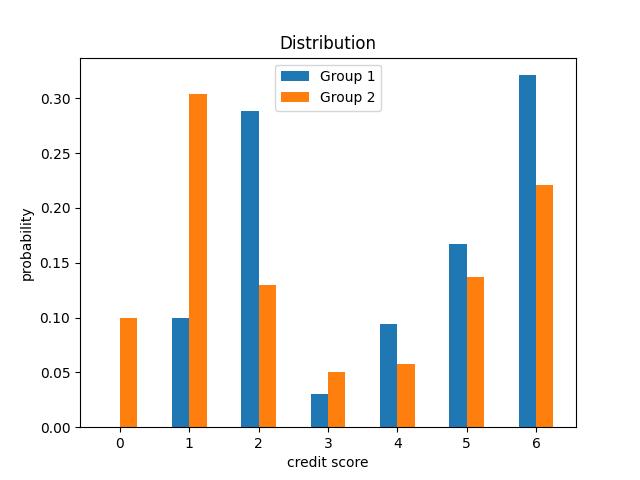 Distribution
Group 1
Group 2
0.30
0.25
0.20
0.15
0.10
0.05
0.00
probability
0 1 2 3 4 5 6
credit score